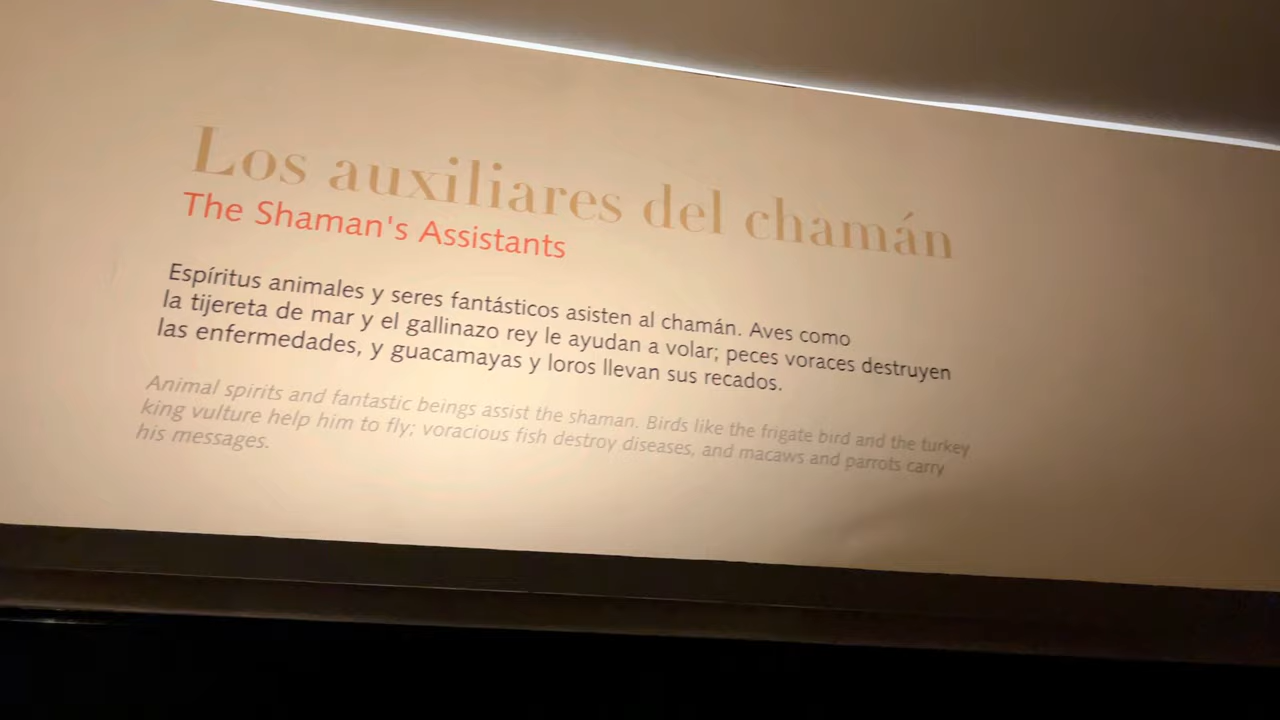 Los auxiliares del chamán
The Shaman's Assistants
Espíritus animales y seres fantásticos asisten al chamán. Aves como
la tijereta de mar y el gallinazo rey le ayudan a volar; peces voraces destruyen
las enfermedades, y guacamayas y loros llevan sus recados.
Animal spirits and fantastic beings assist the shaman. Birds like the frigate bird and the turkey
king vulture help him to fly; voracious fish destroy diseases, and macaws and parrots carry
his messages.